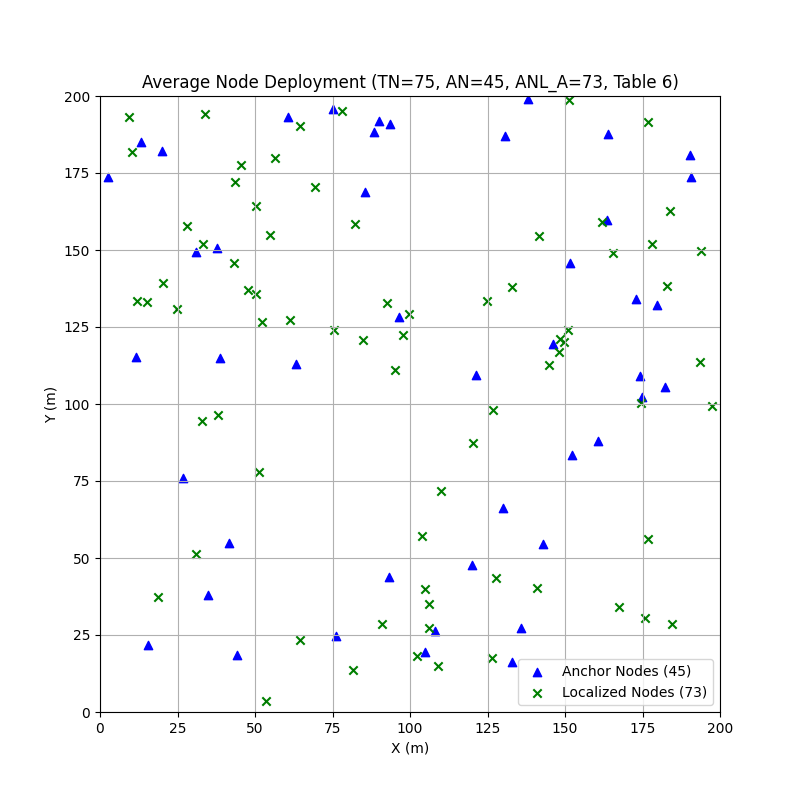 Average Node Deployment (TN=75, AN=45, ANL_A=73, Table 6)
200
175
150
125
100
75
50
25
0
Y (m)
Anchor Nodes (45)
Localized Nodes (73)
0 25 50 75 100 125 150 175 200
X (m)